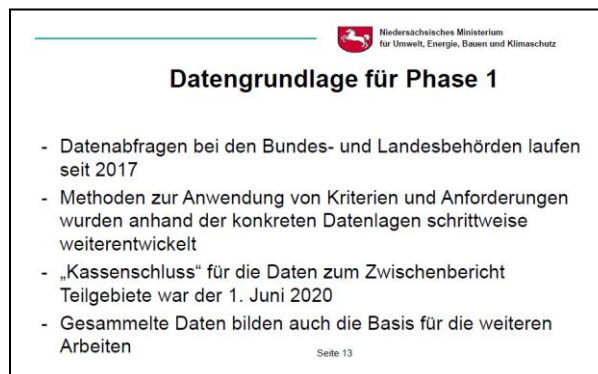 Niedersächsisches Ministerium
für Umwelt, Energie, Bauen und Klimaschutz
Datengrundlage für Phase 1
- Datenabfragen bei den Bundes- und Landesbehörden laufen
seit 2017
- Methoden zur Anwendung von Kriterien und Anforderungen
wurden anhand der konkreten Datenlagen schrittweise
weiterentwickelt
- „Kassenschluss“ für die Daten zum Zwischenbericht
Teilgebiete war der 1. Juni 2020
- Gesammelte Daten bilden auch die Basis für die weiteren
Arbeiten
Seite 13